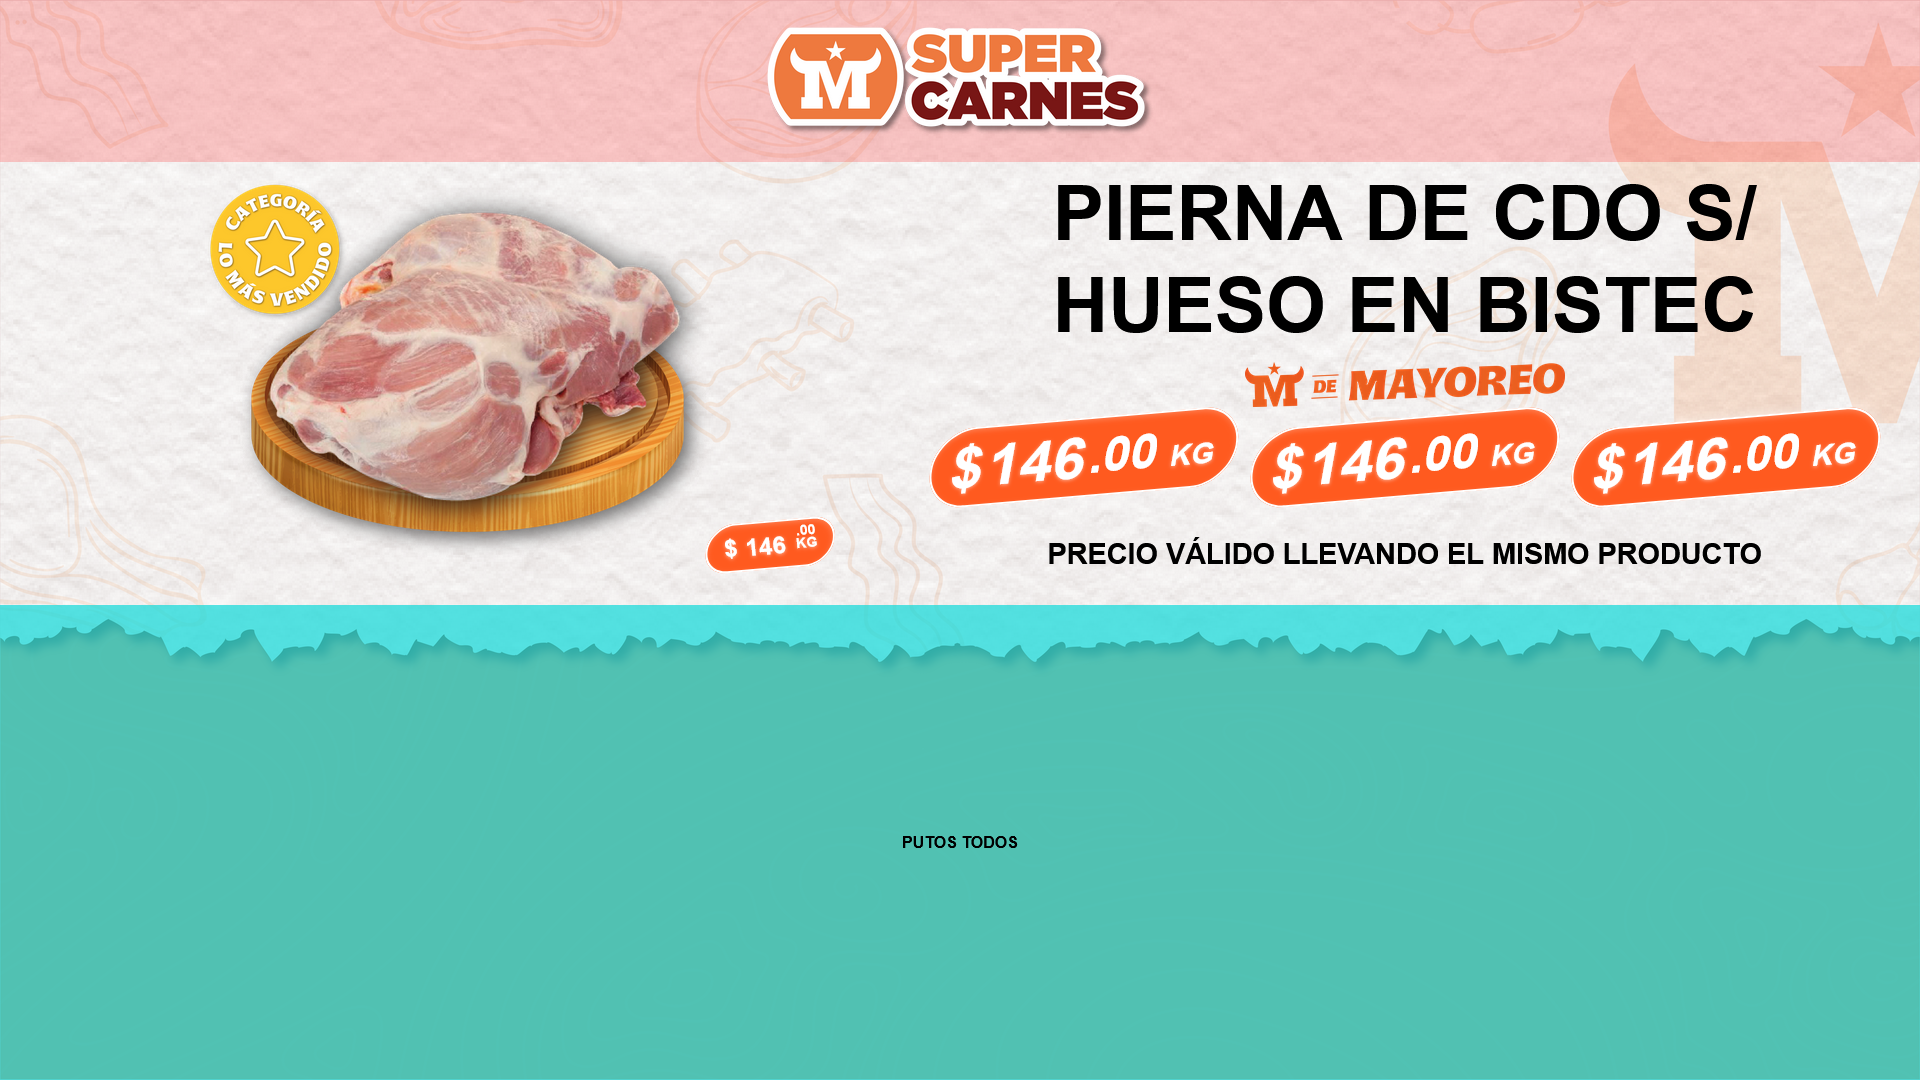 SUPER
CARNES
CATEGORÍA
LO MÁS VENDIDO
PIERNA DE CDO S/
HUESO EN BISTEC
M DE MAYOREO
$146.00 KG
$146.00 KG
$146.00 KG
$ 146 .00 KG
PRECIO VÁLIDO LLEVANDO EL MISMO PRODUCTO
PUTOS TODOS